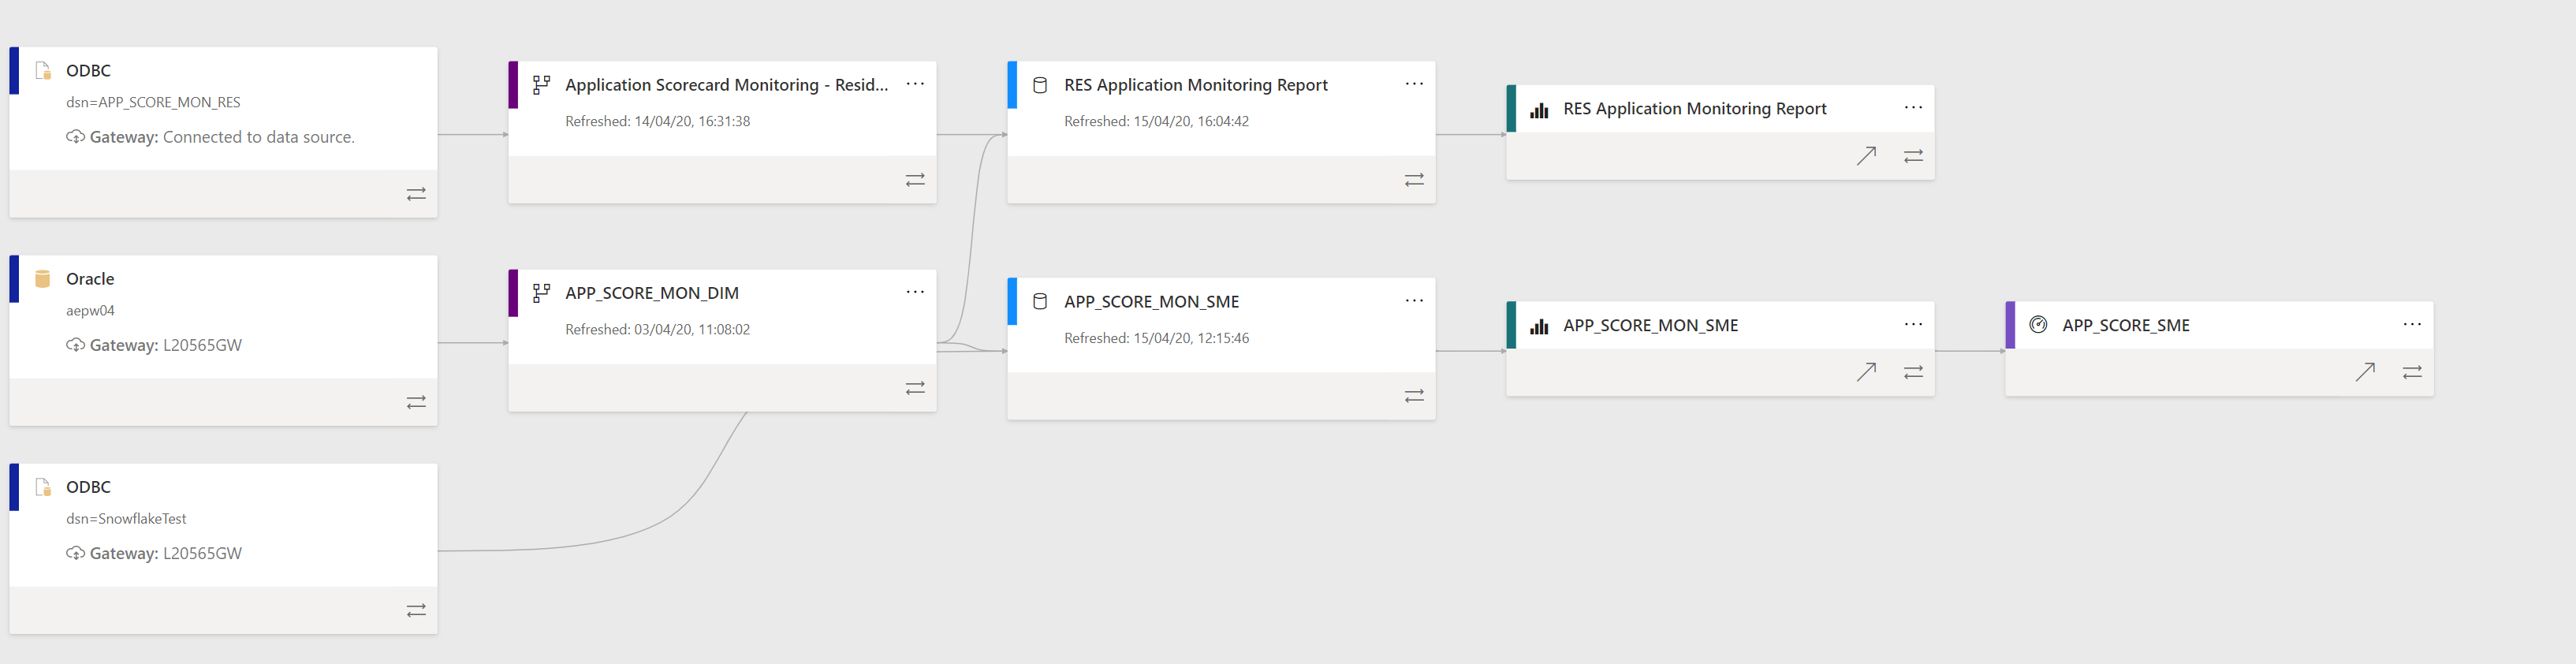 ODBC
dsn=APP_SCORE_MON_RES
Gateway: Connected to data source.
Application Scorecard Monitoring - Resid...
Refreshed: 14/04/20, 16:31:38
RES Application Monitoring Report
Refreshed: 15/04/20, 16:04:42
RES Application Monitoring Report
Oracle
aepw04
Gateway: L20565GW
APP_SCORE_MON_DIM
Refreshed: 03/04/20, 11:08:02
APP_SCORE_MON_SME
Refreshed: 15/04/20, 12:15:46
APP_SCORE_MON_SME
APP_SCORE_SME
ODBC
dsn=SnowflakeTest
Gateway: L20565GW